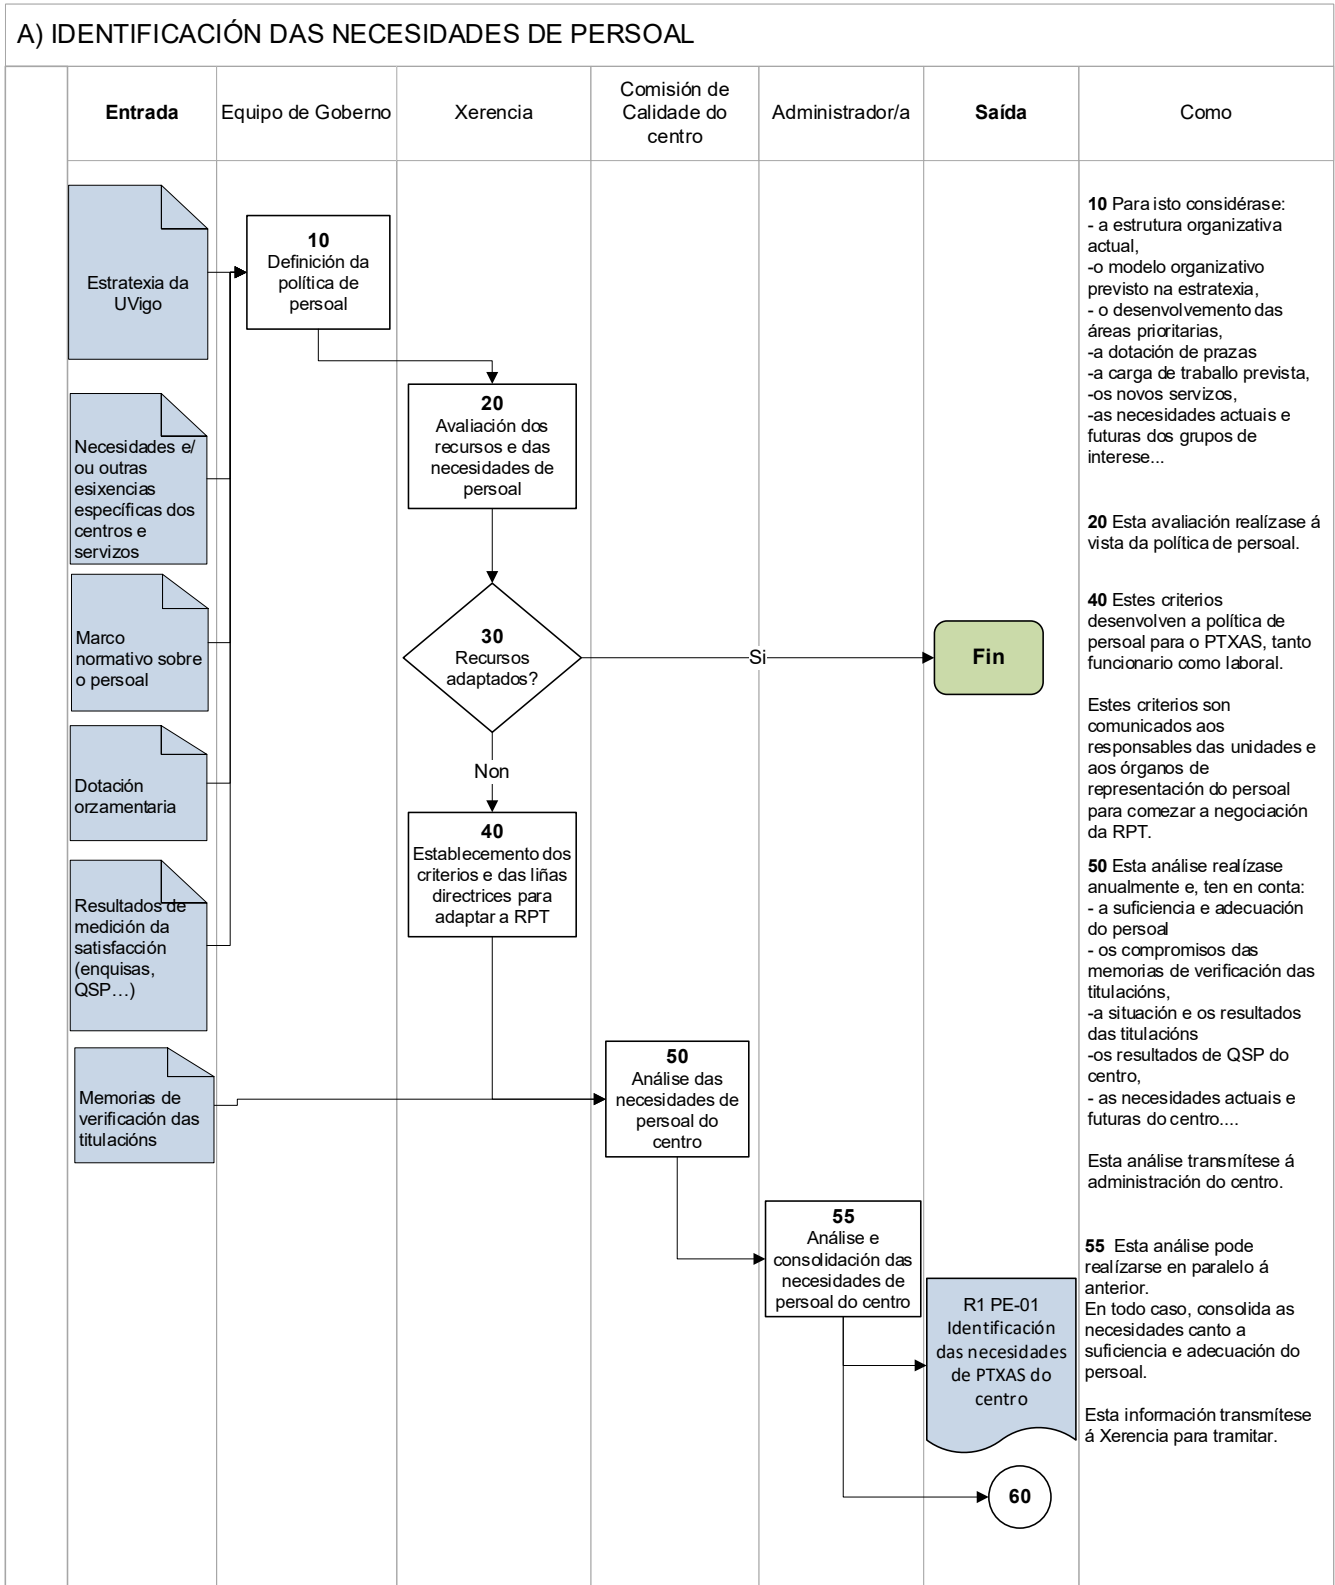 A) IDENTIFICACIÓN DAS NECESIDADES DE PERSOAL
Entrada
Equipo de Goberno
Xerencia
Comisión de
Calidade do
centro
Administrador/a
Saída
Como
Estratexia da
UVigo
Necesidades e/
ou outras
esixencias
específicas dos
centros e
servizos
Marco
normativo sobre
o persoal
Dotación
orzamentaria
Resultados de
medición da
satisfacción
(enquisas,
QSP…)
Memorias de
verificación das
titulacións
10
Definición da
política de
persoal
20
Avaliación dos
recursos e das
necesidades de
persoal
30
Recursos
adaptados?
Si
Non
Fin
40
Establecemento dos
criterios e das liñas
directrices para
adaptar a RPT
50
Análise das
necesidades de
persoal do
centro
55
Análise e
consolidación das
necesidades de
persoal do centro
R1 PE-01
Identificación
das necesidades
de PTXAS do
centro
60
10 Para isto considérase:
- a estrutura organizativa
actual,
-o modelo organizativo
previsto na estratexia,
- o desenvolvemento das
áreas prioritarias,
-a dotación de prazas
-a carga de traballo prevista,
-os novos servizos,
-as necesidades actuais e
futuras dos grupos de
interese...
20 Esta avaliación realízase á
vista da política de persoal.
40 Estes criterios
desenvolven a política de
persoal para o PTXAS, tanto
funcionario como laboral.
Estes criterios son
comunicados aos
responsables das unidades e
aos órganos de
representación do persoal
para comezar a negociación
da RPT.
50 Esta análise realízase
anualmente e, ten en conta:
- a suficiencia e adecuación
do persoal
- os compromisos das
memorias de verificación das
titulacións,
-a situación e os resultados
das titulacións
-os resultados de QSP do
centro,
- as necesidades actuais e
futuras do centro....
Esta análise transmítese á
administración do centro.
55 Esta análise pode
realízarse en paralelo á
anterior.
En todo caso, consolida as
necesidades canto a
suficiencia e adecuación do
persoal.
Esta información transmítese
á Xerencia para tramitar.